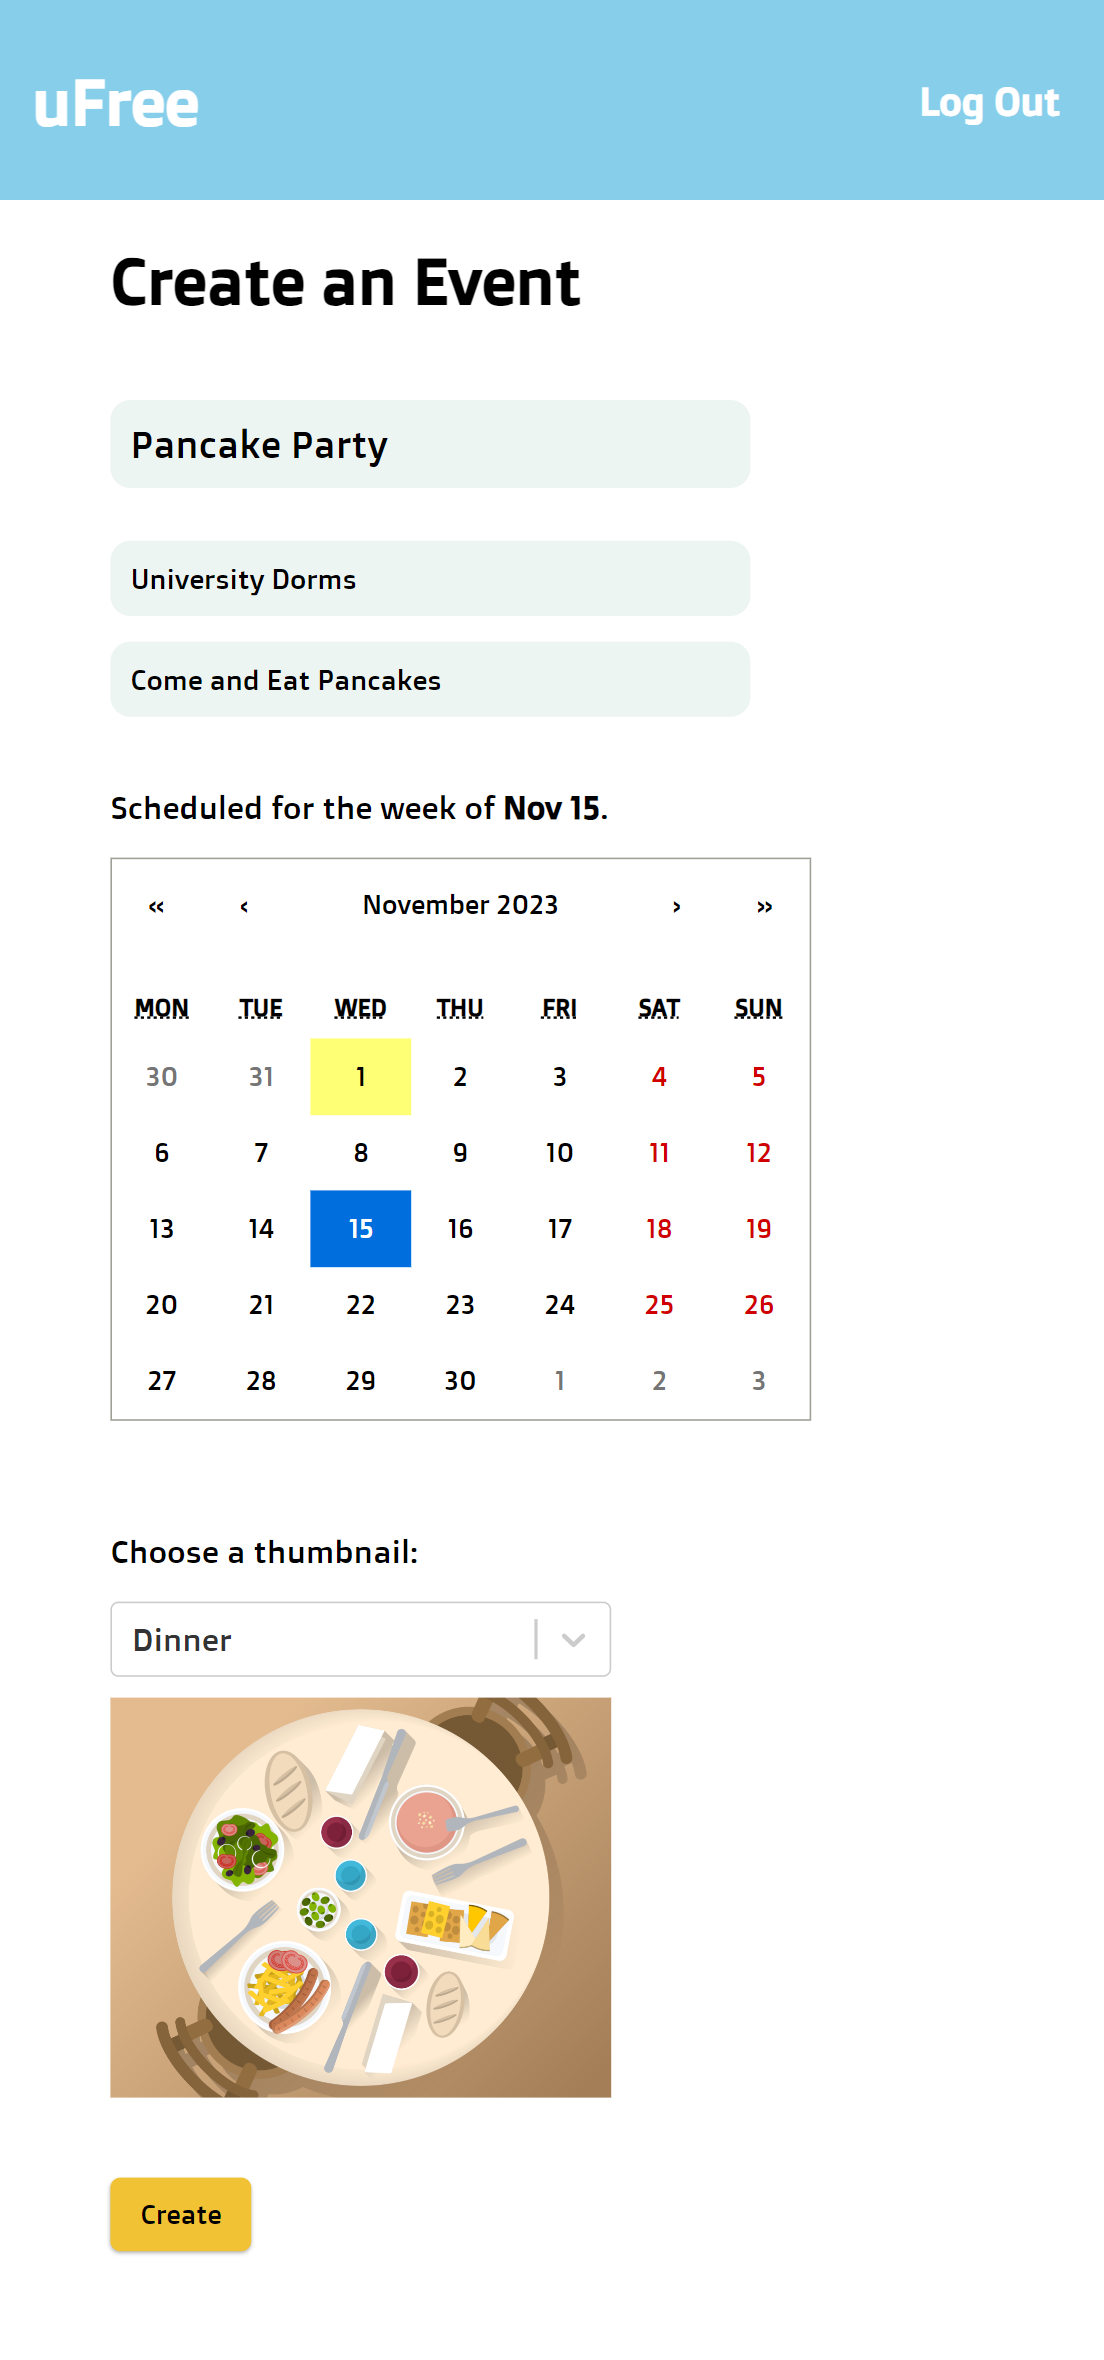 uFree
Log Out
Create an Event
Pancake Party
University Dorms
Come and Eat Pancakes
Scheduled for the week of Nov 15.
« ‹ November 2023 › »
MON TUE WED THU FRI SAT SUN
30 31 1 2 3 4 5
6 7 8 9 10 11 12
13 14 15 16 17 18 19
20 21 22 23 24 25 26
27 28 29 30 1 2 3
Choose a thumbnail:
Dinner
Create